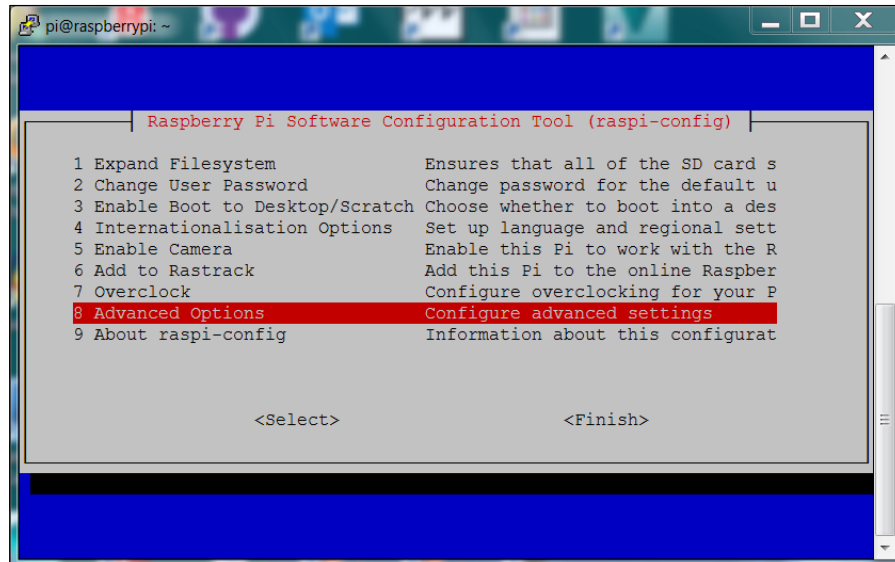 pi@raspberrypi: ~
Raspberry Pi Software Configuration Tool (raspi-config)
1 Expand Filesystem Ensures that all of the SD card s
2 Change User Password Change password for the default u
3 Enable Boot to Desktop/Scratch Choose whether to boot into a des
4 Internationalisation Options Set up language and regional sett
5 Enable Camera Enable this Pi to work with the R
6 Add to Rastrack Add this Pi to the online Raspber
7 Overclock Configure overclocking for your P
8 Advanced Options Configure advanced settings
9 About raspi-config Information about this configurat
<Select> <Finish>